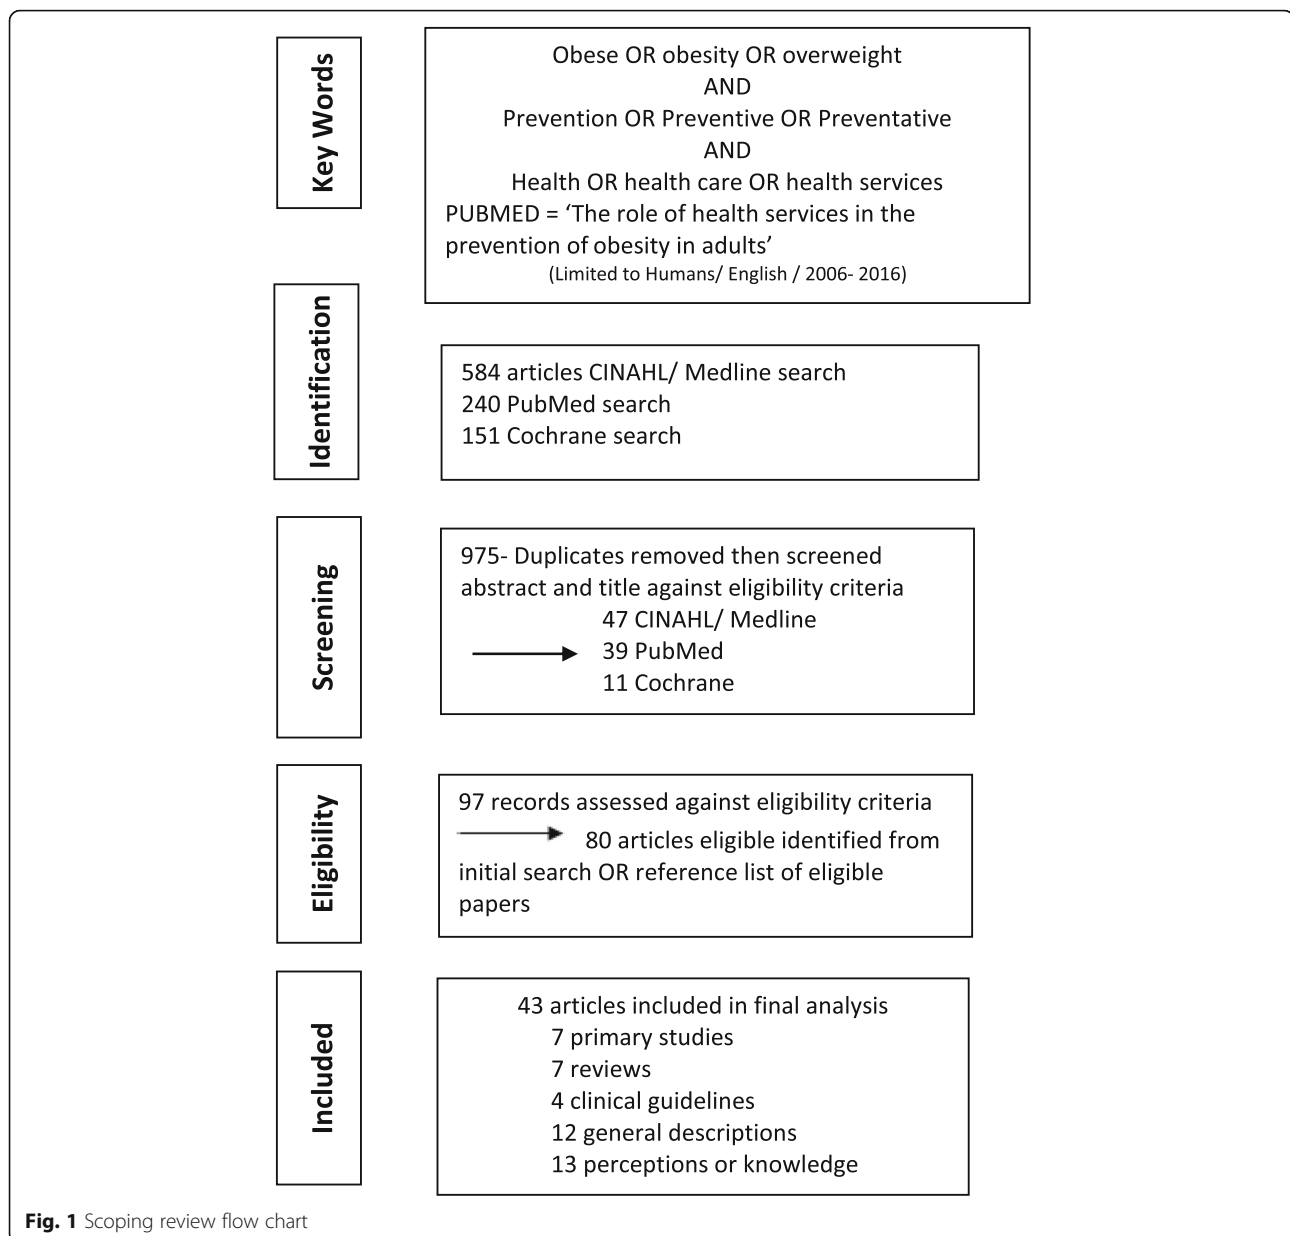 Key Words
Obese OR obesity OR overweight
AND
Prevention OR Preventive OR Preventative
AND
Health OR health care OR health services
PUBMED = ‘The role of health services in the
prevention of obesity in adults’
(Limited to Humans/ English / 2006- 2016)
Identification
584 articles CINAHL/ Medline search
240 PubMed search
151 Cochrane search
Screening
975- Duplicates removed then screened
abstract and title against eligibility criteria
47 CINAHL/ Medline
39 PubMed
11 Cochrane
Eligibility
97 records assessed against eligibility criteria
80 articles eligible identified from
initial search OR reference list of eligible
papers
Included
43 articles included in final analysis
7 primary studies
7 reviews
4 clinical guidelines
12 general descriptions
13 perceptions or knowledge
Fig. 1 Scoping review flow chart